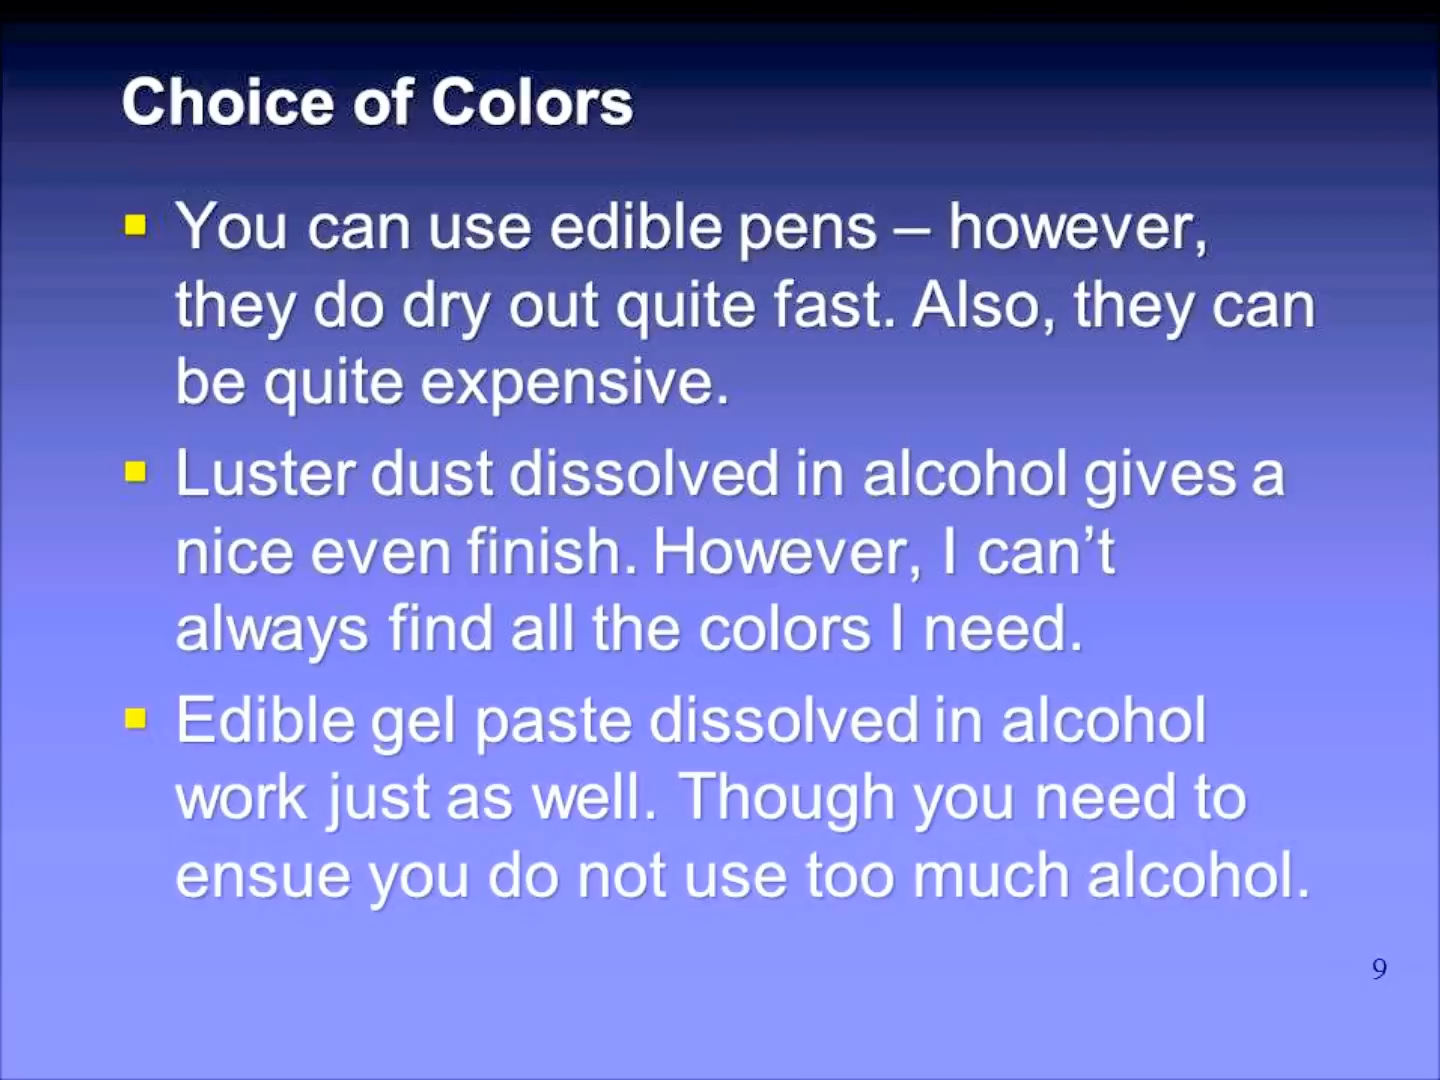 Choice of Colors
You can use edible pens – however,
they do dry out quite fast. Also, they can
be quite expensive.
Luster dust dissolved in alcohol gives a
nice even finish. However, I can’t
always find all the colors I need.
Edible gel paste dissolved in alcohol
work just as well. Though you need to
ensue you do not use too much alcohol.
9